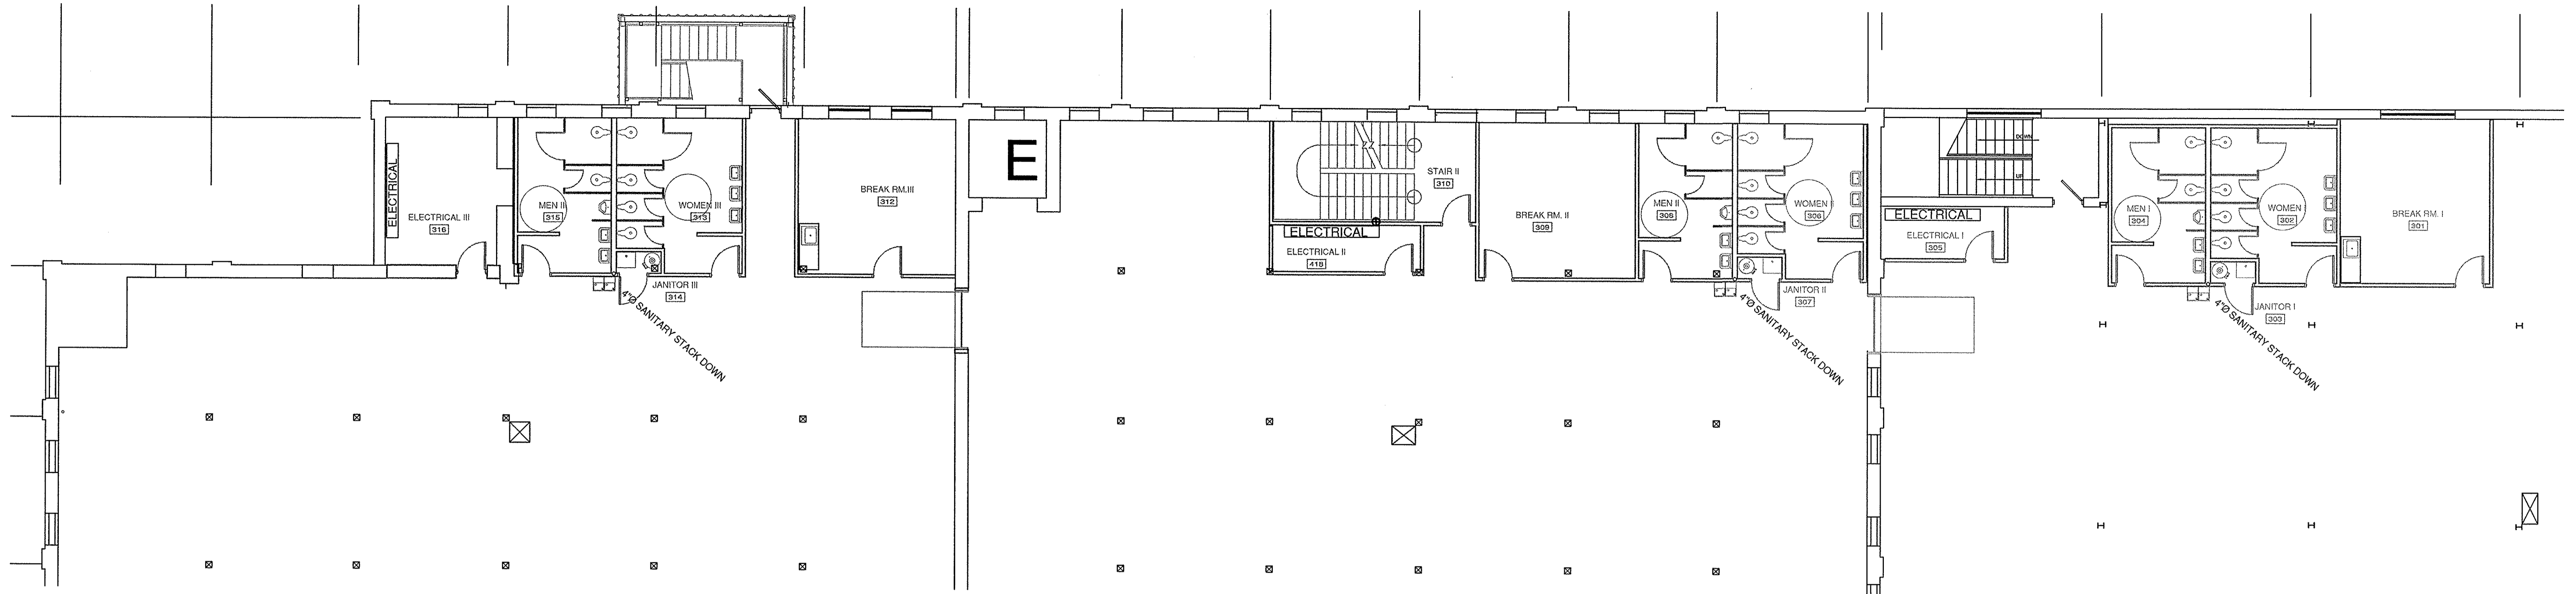 E
ELECTRICAL
ELECTRICAL III
316
MEN II
315
WOMEN III
313
BREAK RM.III
312
JANITOR III
314
4"Ø SANITARY STACK DOWN
STAIR II
310
ELECTRICAL
ELECTRICAL II
415
BREAK RM. II
309
MEN II
308
WOMEN I
306
JANITOR II
307
4"Ø SANITARY STACK DOWN
DOWN
UP
ELECTRICAL
ELECTRICAL I
305
MEN I
304
WOMEN
302
BREAK RM. I
301
JANITOR I
303
4"Ø SANITARY STACK DOWN